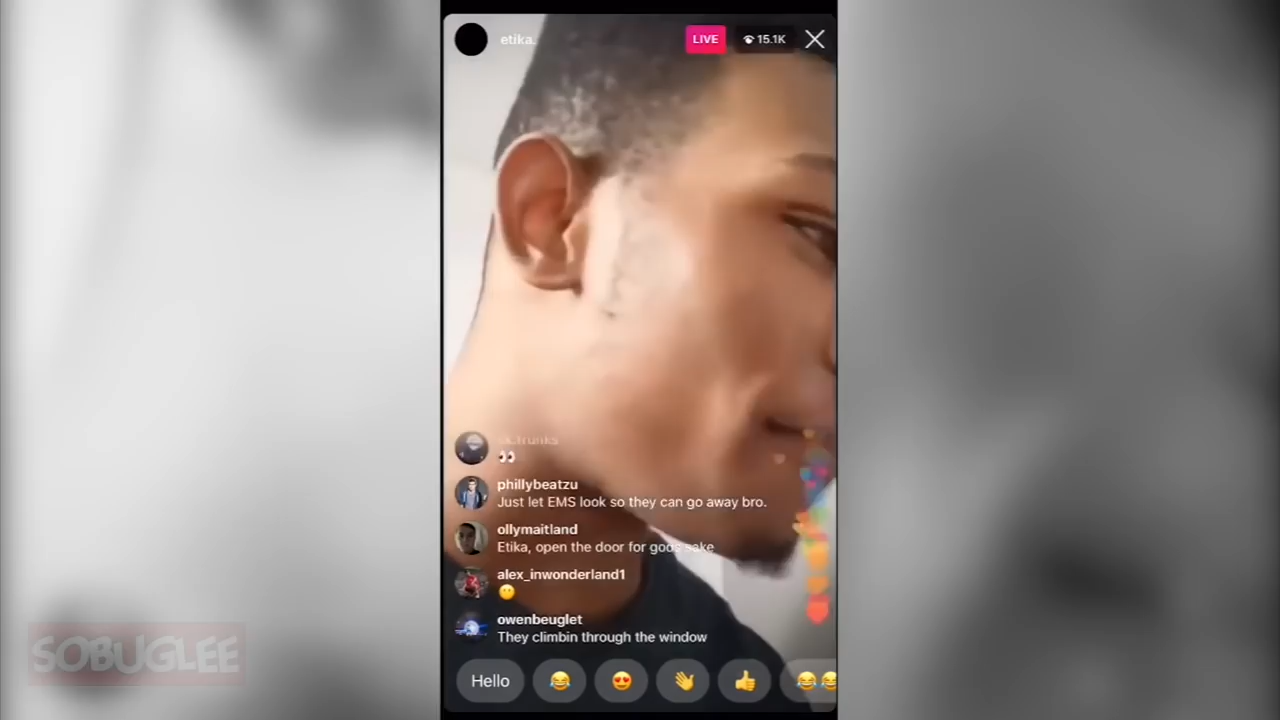 etika.
LIVE
15.1K
👀
phillybeatzu
Just let EMS look so they can go away bro.
ollymaitland
Etika, open the door for gods sake
alex_inwonderland1
😶
owenbeuglet
They climbin through the window
Hello 😂 😍 👋 👍 😂😂
SOBUGLEE